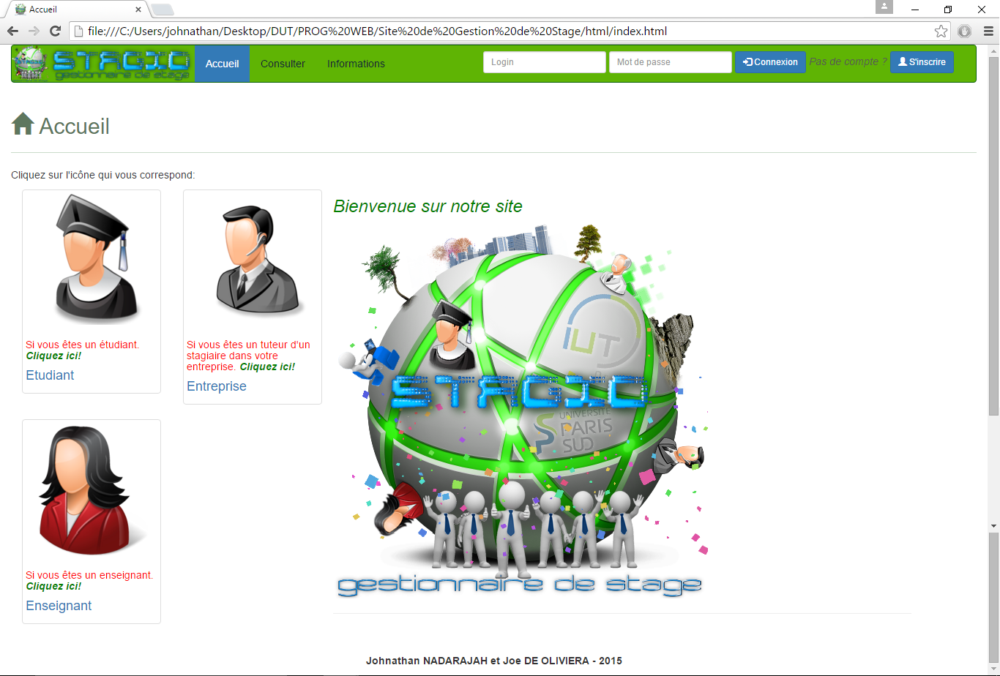 Accueil
file:///C:/Users/johnathan/Desktop/DUT/PROG%20WEB/Site%20de%20Gestion%20de%20Stage/html/index.html
STAGIO
gestionnaire de stage
Accueil
Consulter
Informations
Login
Mot de passe
Connexion
Pas de compte ?
S'inscrire
Accueil
Cliquez sur l'icône qui vous correspond:
Si vous êtes un étudiant.
Cliquez ici!
Etudiant
Si vous êtes un tuteur d'un
stagiaire dans votre
entreprise. Cliquez ici!
Entreprise
Si vous êtes un enseignant.
Cliquez ici!
Enseignant
Bienvenue sur notre site
iUT
STAGIO
UNIVERSITÉ
PARIS
SUD
gestionnaire de stage
Johnathan NADARAJAH et Joe DE OLIVIERA - 2015